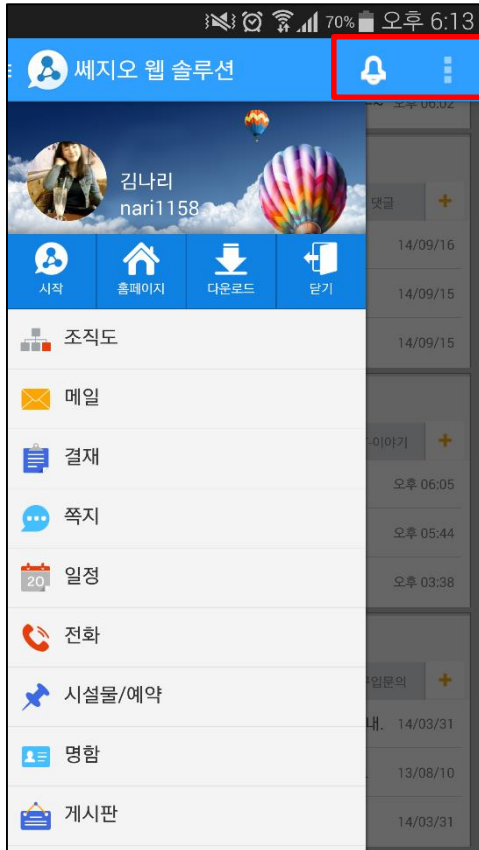 70% 오후 6:13
쎄지오 웹 솔루션
오후 06.02
김나리
nari1158
댓글
14/09/16
시작 홈페이지 다운로드 닫기
14/09/15
조직도
14/09/15
메일
결재
이야기
오후 06:05
쪽지
오후 05:44
20 일정
오후 03:38
전화
구입문의
시설물/예약
내. 14/03/31
명함
. 13/08/10
게시판
14/03/31